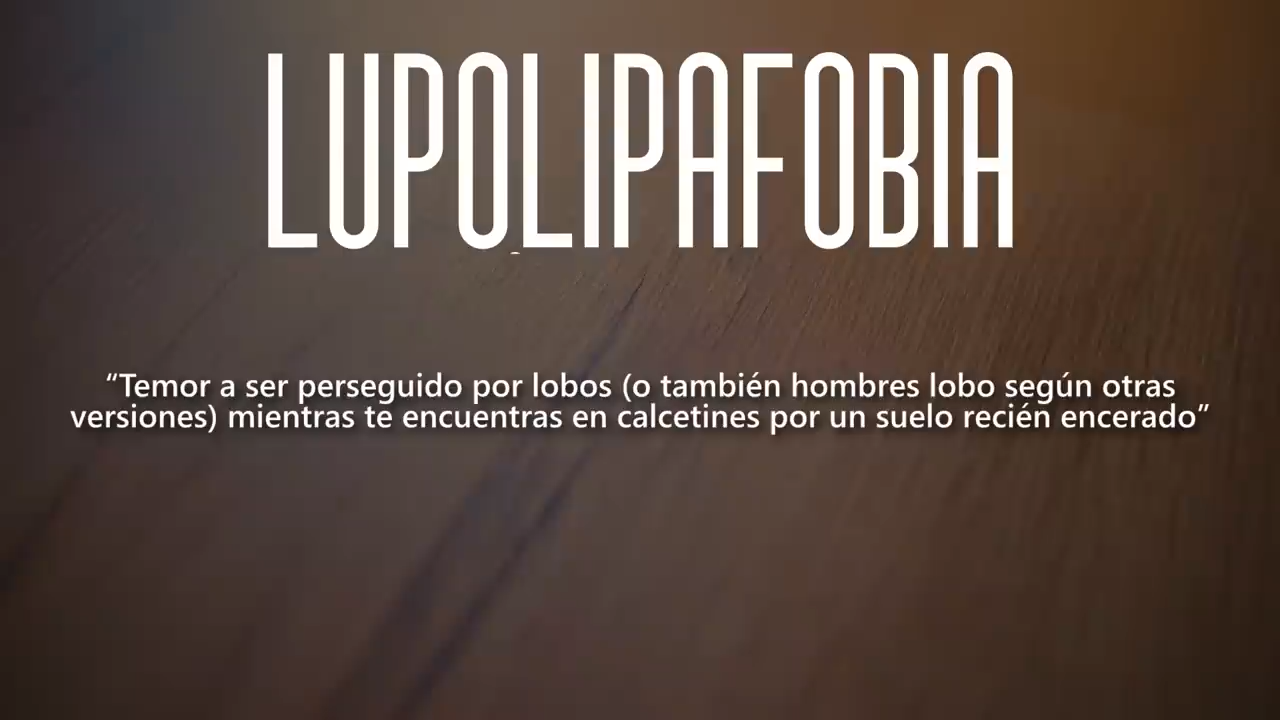 LUPOLIPAFOBIA
“Temor a ser perseguido por lobos (o también hombres lobo según otras
versiones) mientras te encuentras en calcetines por un suelo recién encerado”